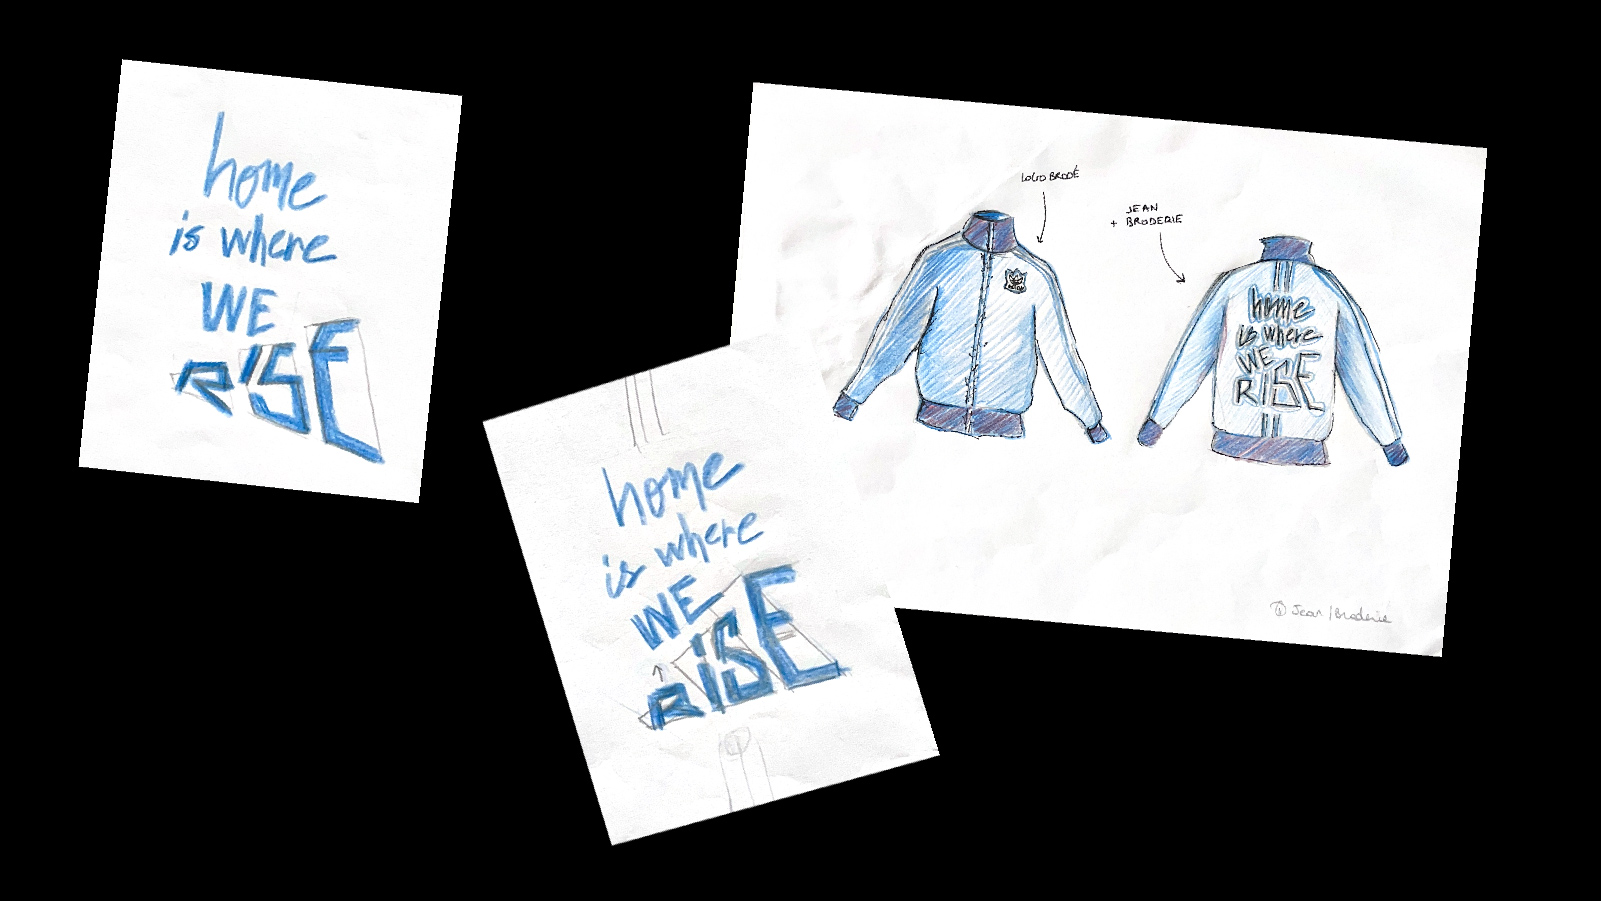 home
is where
WE
RISE
LOGO BRODÉ
JEAN
+ BRODERIE
home
is where
WE
RISE
home
is where
WE
RiSE
① Jean / Broderie